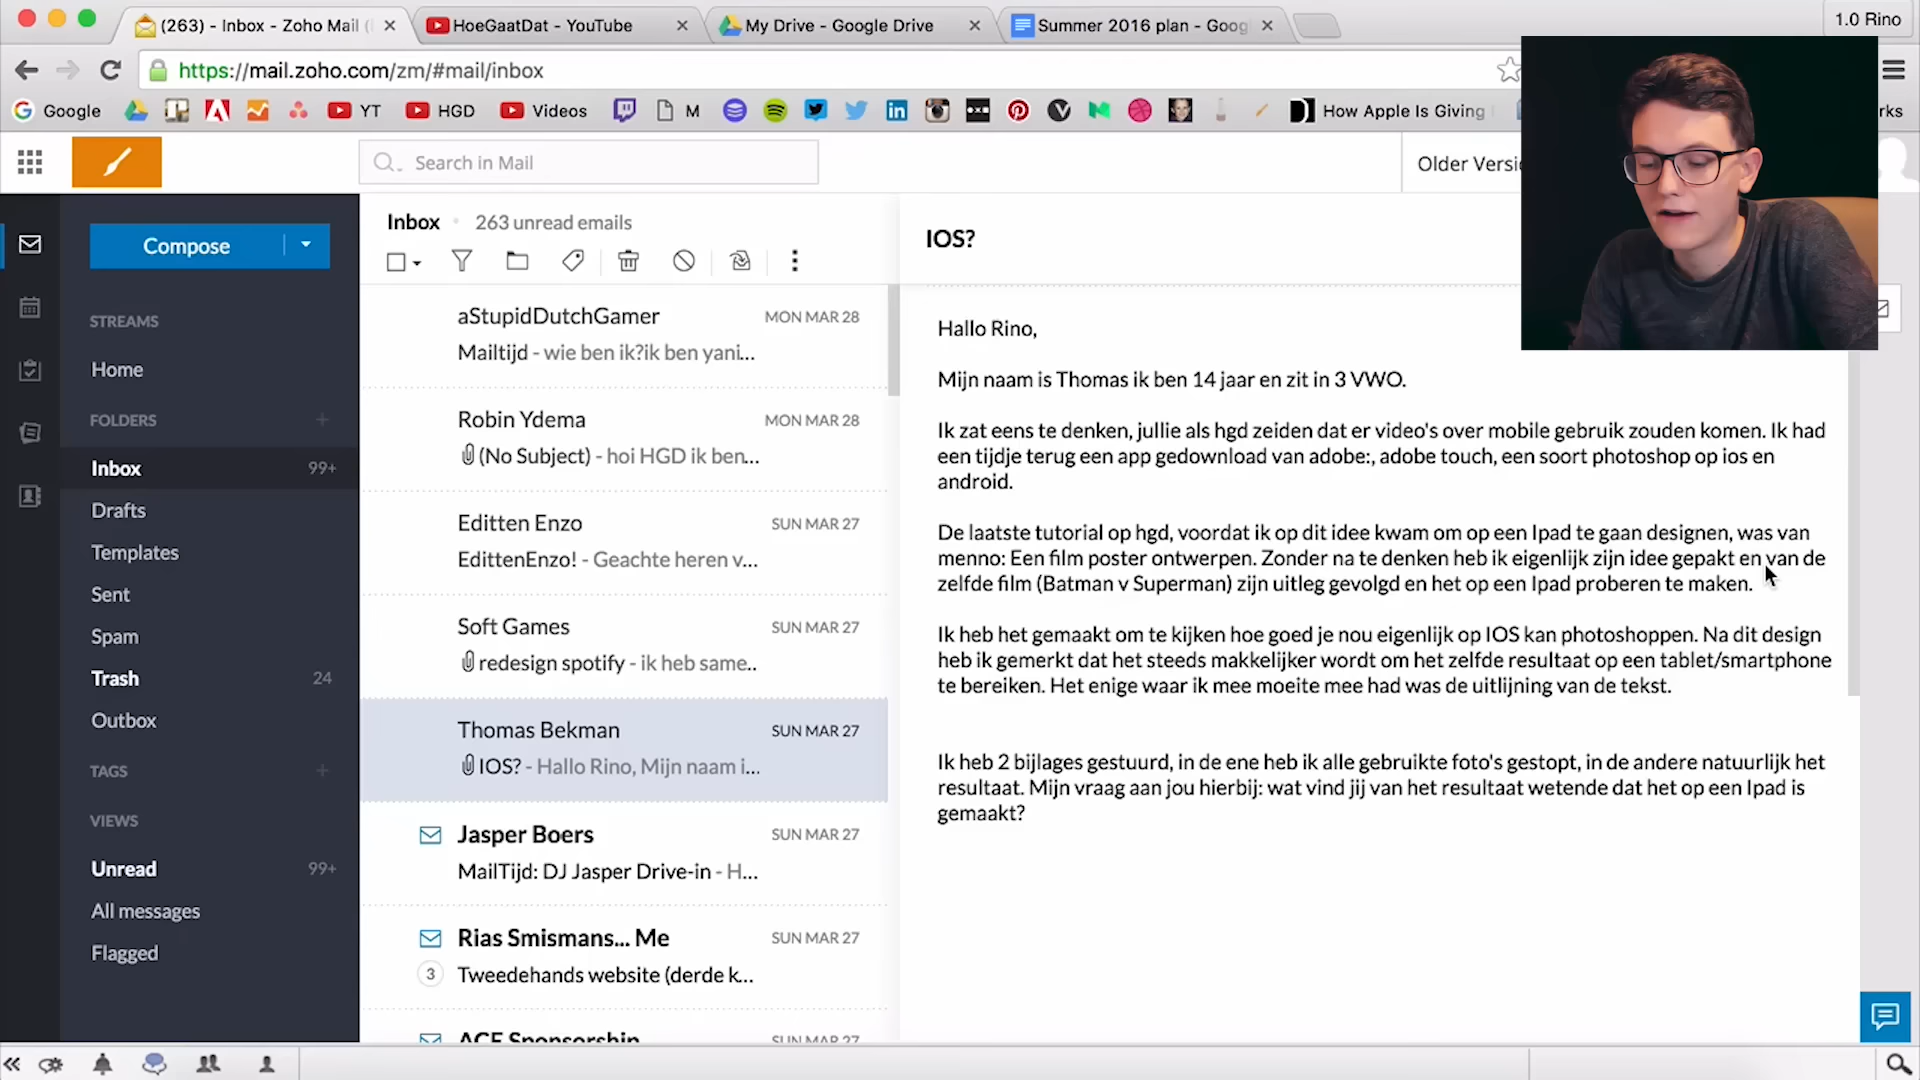 (263) - Inbox - Zoho Mail (
HoeGaatDat - YouTube
My Drive - Google Drive
Summer 2016 plan - Goog
1.0 Rino
https://mail.zoho.com/zm/#mail/inbox
Google
YT
HGD
Videos
M
How Apple Is Giving
rks
Search in Mail
Older Versi
Compose
STREAMS
Home
FOLDERS
Inbox 99+
Drafts
Templates
Sent
Spam
Trash 24
Outbox
TAGS
VIEWS
Unread 99+
All messages
Flagged
Inbox 263 unread emails
aStupidDutchGamer MON MAR 28
Mailtijd - wie ben ik?ik ben yani...
Robin Ydema MON MAR 28
(No Subject) - hoi HGD ik ben...
Editten Enzo SUN MAR 27
EdittenEnzo! - Geachte heren v...
Soft Games SUN MAR 27
redesign spotify - ik heb same..
Thomas Bekman SUN MAR 27
IOS? - Hallo Rino, Mijn naam i...
Jasper Boers SUN MAR 27
MailTijd: DJ Jasper Drive-in - H...
Rias Smismans... Me SUN MAR 27
3 Tweedehands website (derde k...
ACE Sponsorship SUN MAR 27
IOS?
Hallo Rino,
Mijn naam is Thomas ik ben 14 jaar en zit in 3 VWO.
Ik zat eens te denken, jullie als hgd zeiden dat er video's over mobile gebruik zouden komen. Ik had
een tijdje terug een app gedownload van adobe:, adobe touch, een soort photoshop op ios en
android.
De laatste tutorial op hgd, voordat ik op dit idee kwam om op een Ipad te gaan designen, was van
menno: Een film poster ontwerpen. Zonder na te denken heb ik eigenlijk zijn idee gepakt en van de
zelfde film (Batman v Superman) zijn uitleg gevolgd en het op een Ipad proberen te maken.
Ik heb het gemaakt om te kijken hoe goed je nou eigenlijk op IOS kan photoshoppen. Na dit design
heb ik gemerkt dat het steeds makkelijker wordt om het zelfde resultaat op een tablet/smartphone
te bereiken. Het enige waar ik mee moeite mee had was de uitlijning van de tekst.
Ik heb 2 bijlages gestuurd, in de ene heb ik alle gebruikte foto's gestopt, in de andere natuurlijk het
resultaat. Mijn vraag aan jou hierbij: wat vind jij van het resultaat wetende dat het op een Ipad is
gemaakt?